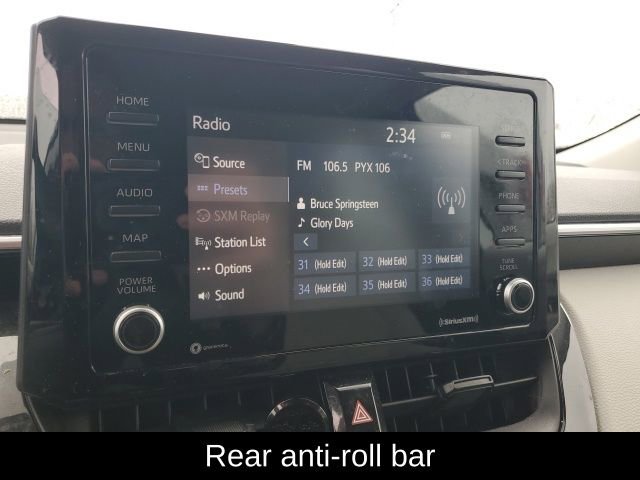 HOME
MENU
AUDIO
MAP
POWER
VOLUME
Radio
2:34
Source
Presets
SXM Replay
Station List
Options
Sound
FM 106.5 PYX 106
Bruce Springsteen
Glory Days
31 (Hold Edit) 32 (Hold Edit) 33 (Hold Edit)
34 (Hold Edit) 35 (Hold Edit) 36 (Hold Edit)
TRACK
PHONE
APPS
TUNE
SCROLL
SiriusXM
Rear anti-roll bar